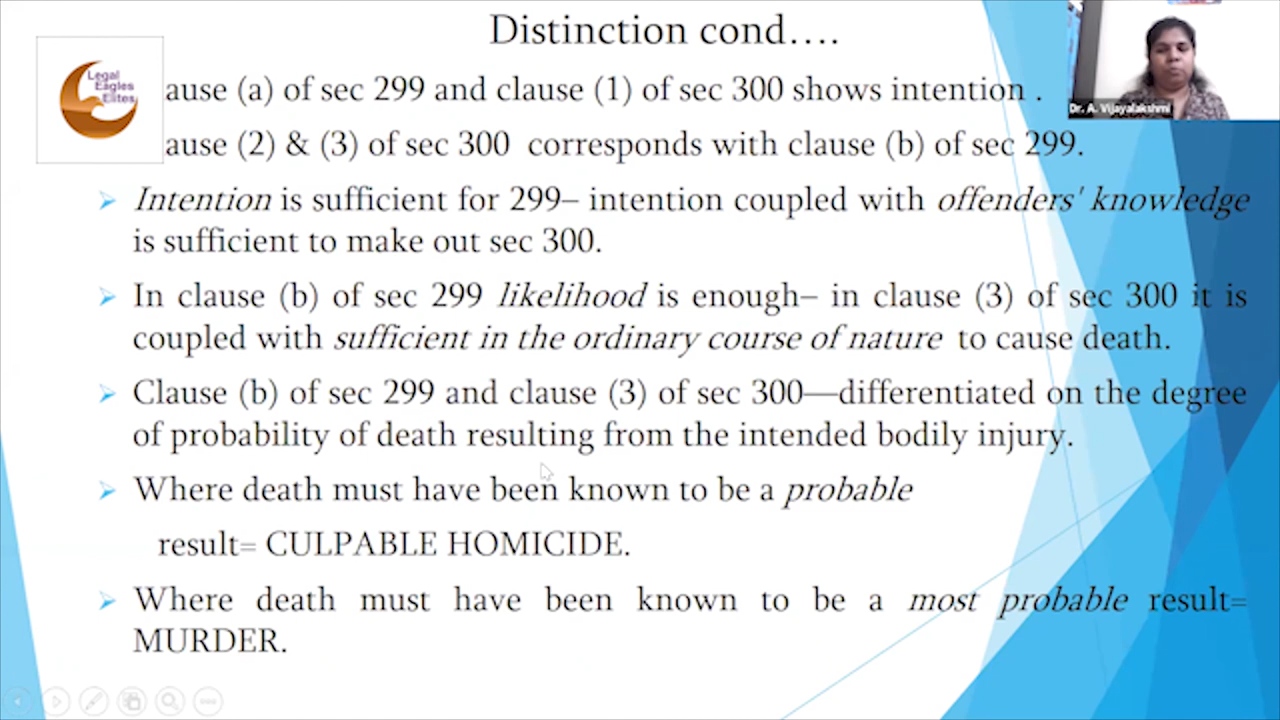 Distinction cond….
Legal
Eagles
Elites
ause (a) of sec 299 and clause (1) of sec 300 shows intention .
Dr. A. Vijayalakshmi
ause (2) & (3) of sec 300 corresponds with clause (b) of sec 299.
Intention is sufficient for 299– intention coupled with offenders' knowledge
is sufficient to make out sec 300.
In clause (b) of sec 299 likelihood is enough– in clause (3) of sec 300 it is
coupled with sufficient in the ordinary course of nature to cause death.
Clause (b) of sec 299 and clause (3) of sec 300—differentiated on the degree
of probability of death resulting from the intended bodily injury.
Where death must have been known to be a probable
result= CULPABLE HOMICIDE.
Where death must have been known to be a most probable result=
MURDER.